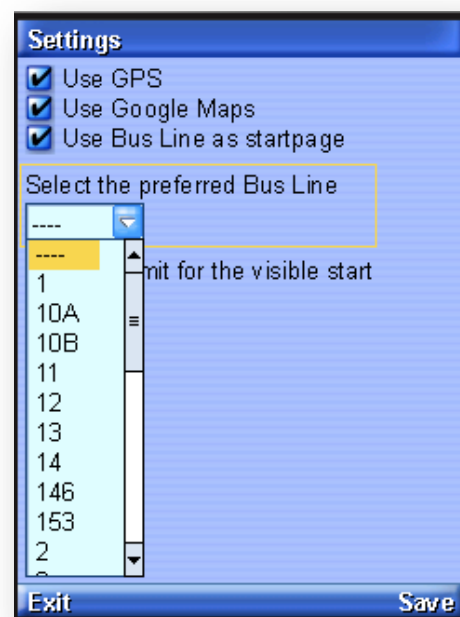 Settings
Use GPS
Use Google Maps
Use Bus Line as startpage
Select the preferred Bus Line
----
----
mit for the visible start
1
10A
10B
11
12
13
14
146
153
2
Exit Save